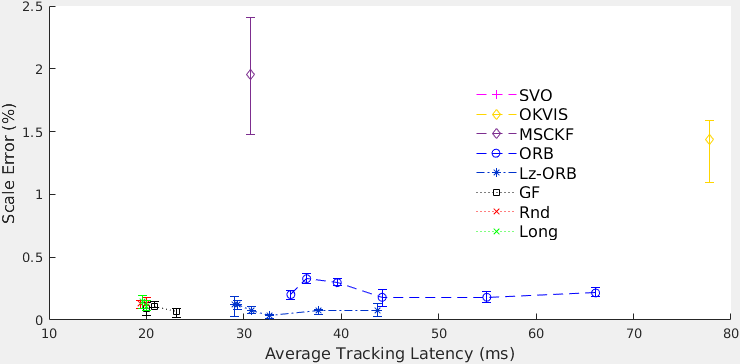 2.5
2
1.5
1
0.5
0
Scale Error (%)
SVO
OKVIS
MSCKF
ORB
Lz-ORB
GF
Rnd
Long
10 20 30 40 50 60 70 80
Average Tracking Latency (ms)